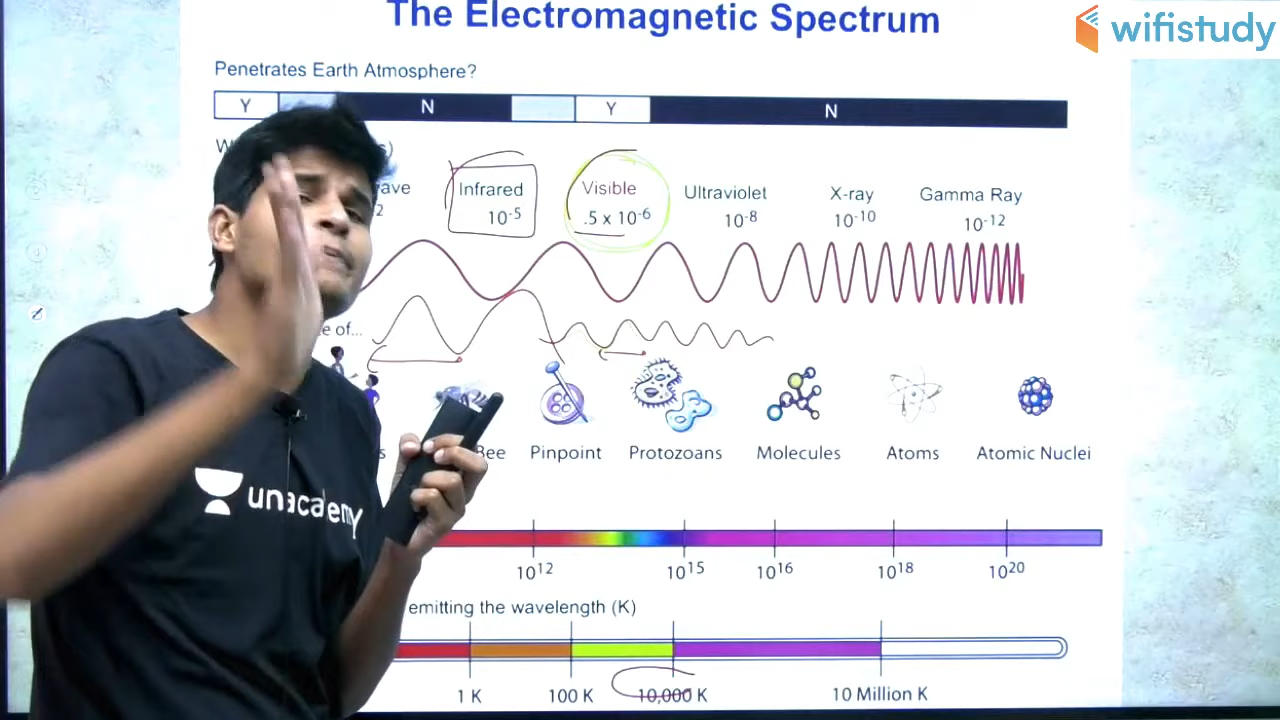 The Electromagnetic Spectrum
wifistudy
Penetrates Earth Atmosphere?
Y N Y N
Infrared Visible Ultraviolet X-ray Gamma Ray
10⁻⁵ .5 x 10⁻⁶ 10⁻⁸ 10⁻¹⁰ 10⁻¹²
of...
Bee Pinpoint Protozoans Molecules Atoms Atomic Nuclei
unacademy
10¹² 10¹⁵ 10¹⁶ 10¹⁸ 10²⁰
emitting the wavelength (K)
1 K 100 K 10,000 K 10 Million K